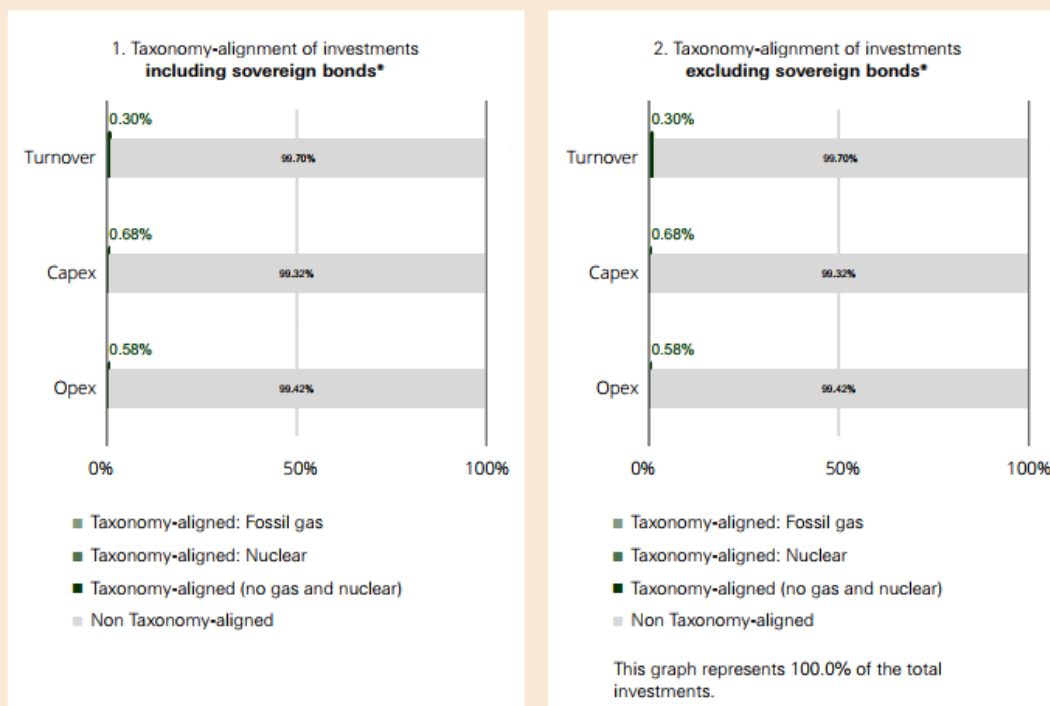 1. Taxonomy-alignment of investments
including sovereign bonds*
0.30%
Turnover
99.70%
0.68%
Capex
99.32%
0.58%
Opex
99.42%
0%
50%
100%
Taxonomy-aligned: Fossil gas
Taxonomy-aligned: Nuclear
Taxonomy-aligned (no gas and nuclear)
Non Taxonomy-aligned
2. Taxonomy-alignment of investments
excluding sovereign bonds*
0.30%
Turnover
99.70%
0.68%
Capex
99.32%
0.58%
Opex
99.42%
0%
50%
100%
Taxonomy-aligned: Fossil gas
Taxonomy-aligned: Nuclear
Taxonomy-aligned (no gas and nuclear)
Non Taxonomy-aligned
This graph represents 100.0% of the total
investments.